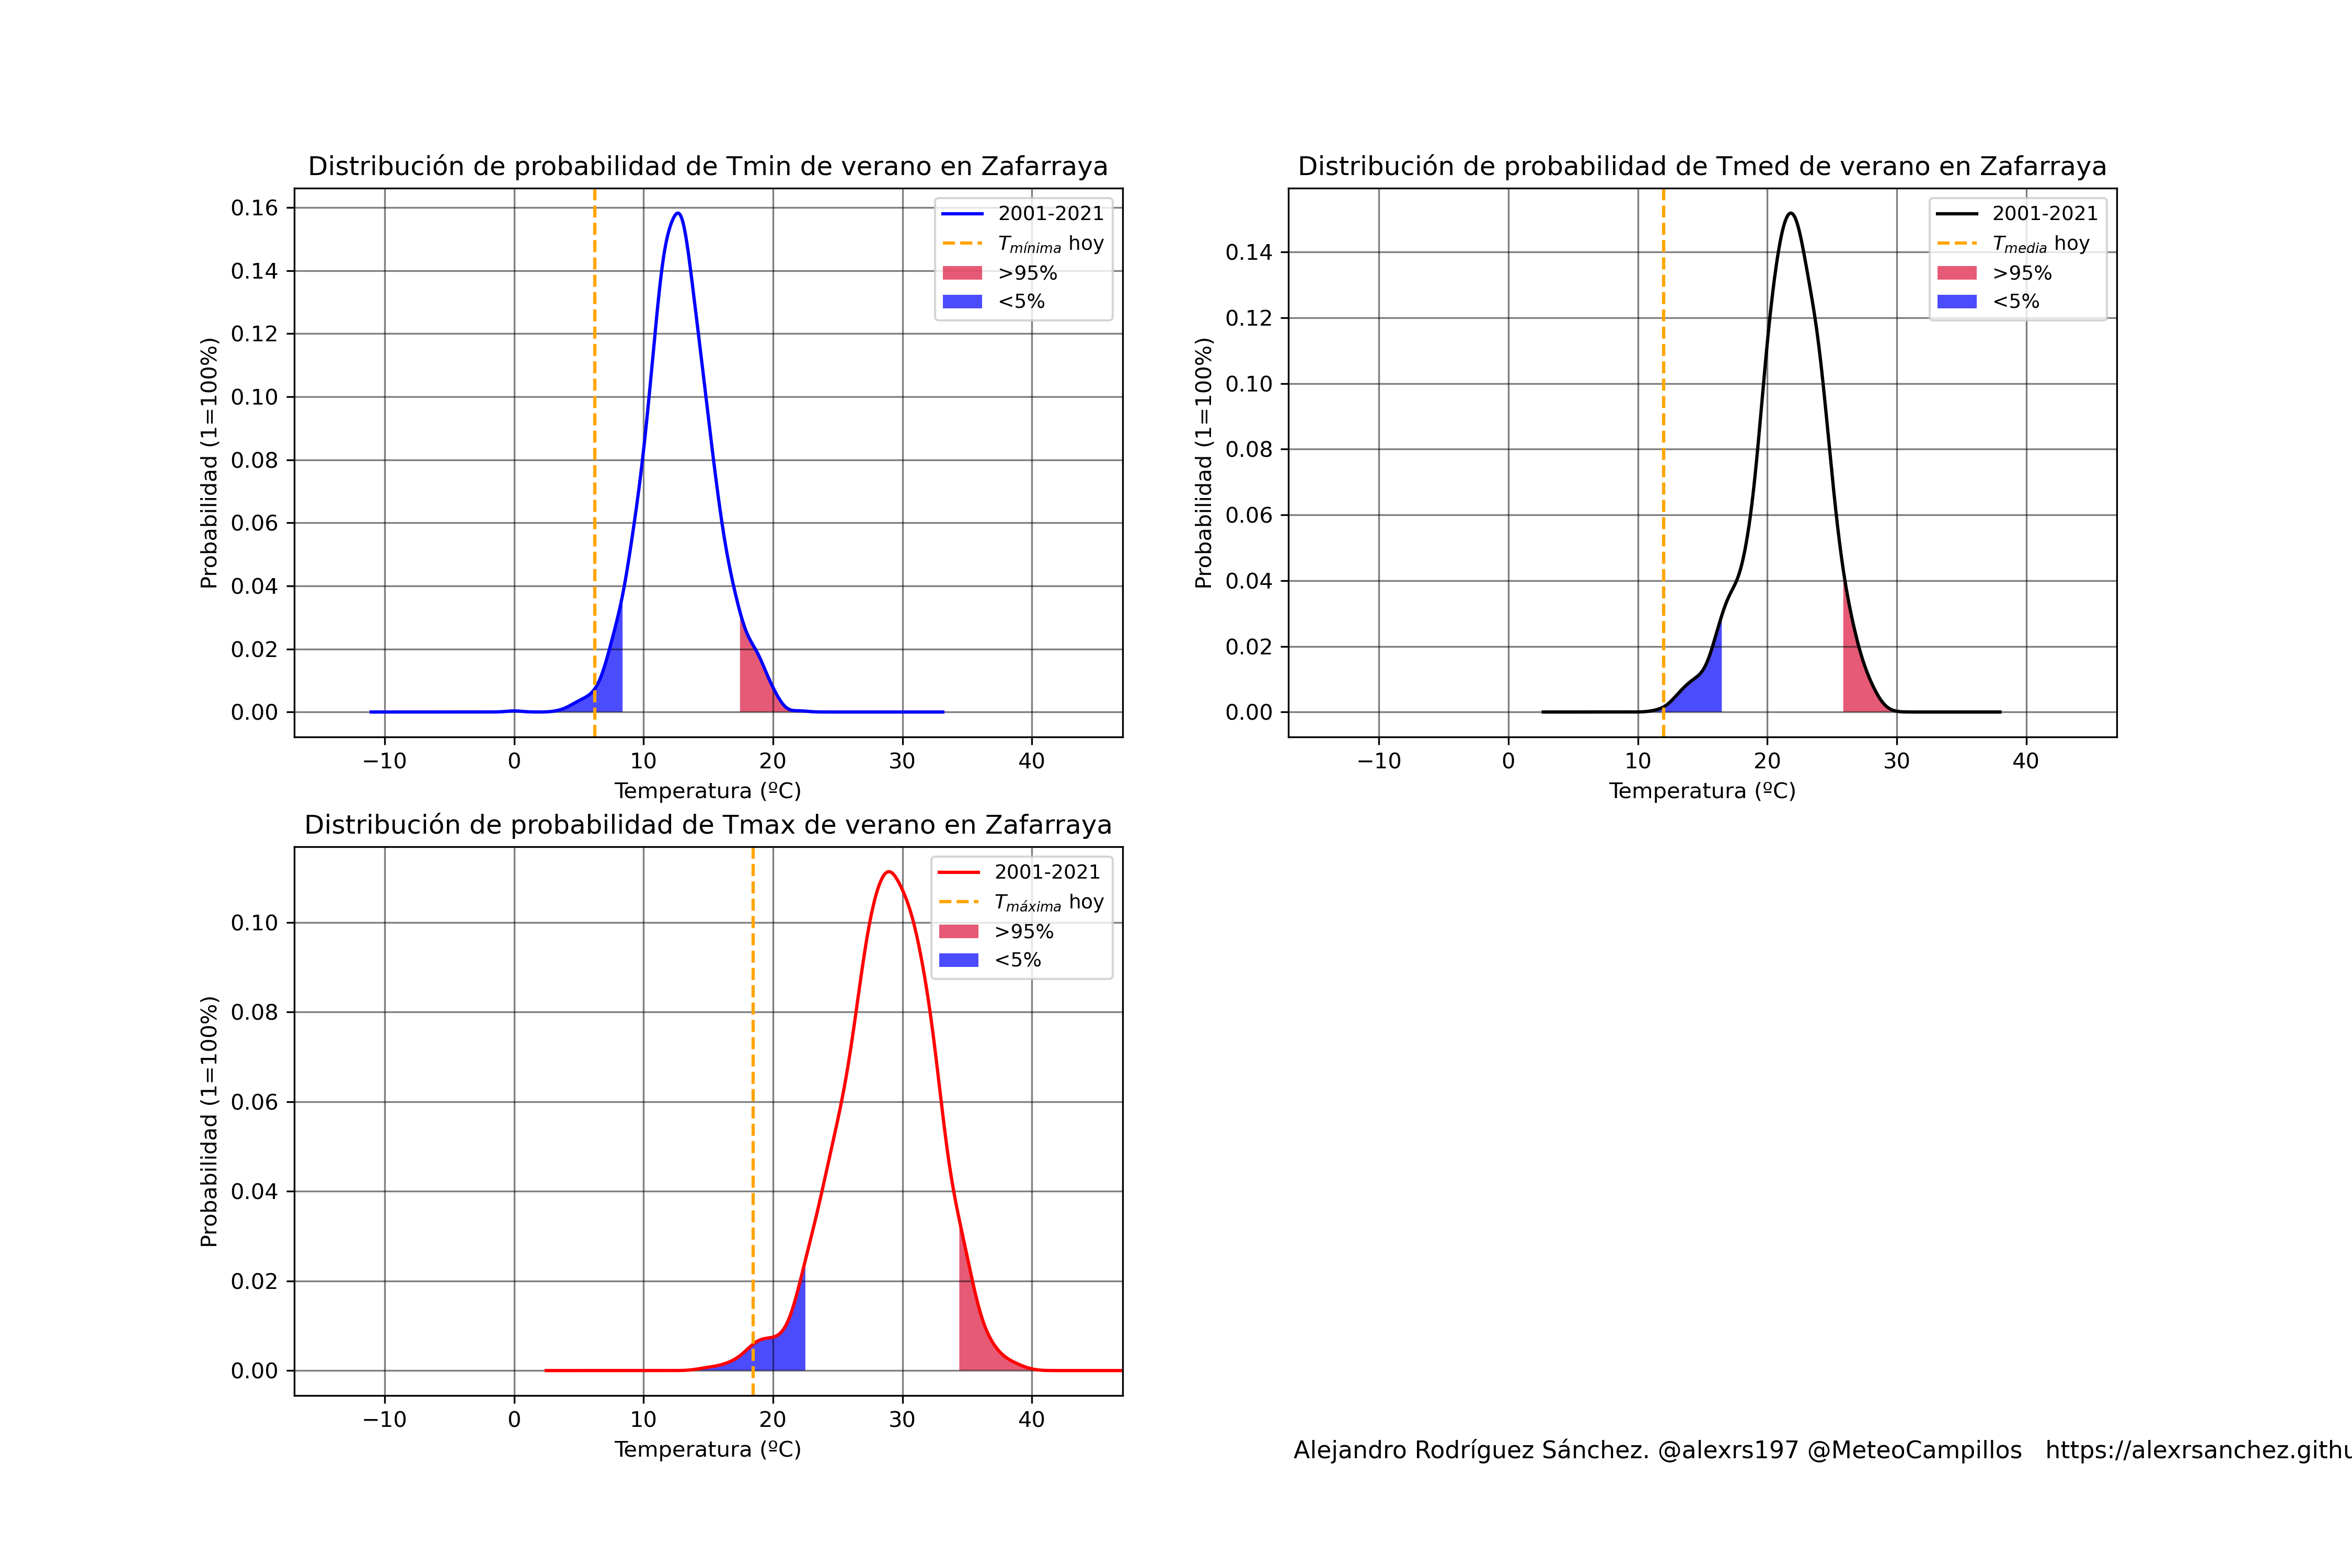 Distribución de probabilidad de Tmin de verano en Zafarraya
0.16
0.14
0.12
0.10
0.08
0.06
0.04
0.02
0.00
Probabilidad (1=100%)
2001-2021
Tmínima hoy
>95%
<5%
−10 0 10 20 30 40
Temperatura (ºC)
Distribución de probabilidad de Tmed de verano en Zafarraya
0.14
0.12
0.10
0.08
0.06
0.04
0.02
0.00
Probabilidad (1=100%)
2001-2021
Tmedia hoy
>95%
<5%
−10 0 10 20 30 40
Temperatura (ºC)
Distribución de probabilidad de Tmax de verano en Zafarraya
0.10
0.08
0.06
0.04
0.02
0.00
Probabilidad (1=100%)
2001-2021
Tmáxima hoy
>95%
<5%
−10 0 10 20 30 40
Temperatura (ºC)
Alejandro Rodríguez Sánchez. @alexrs197 @MeteoCampillos https://alexrsanchez.githu